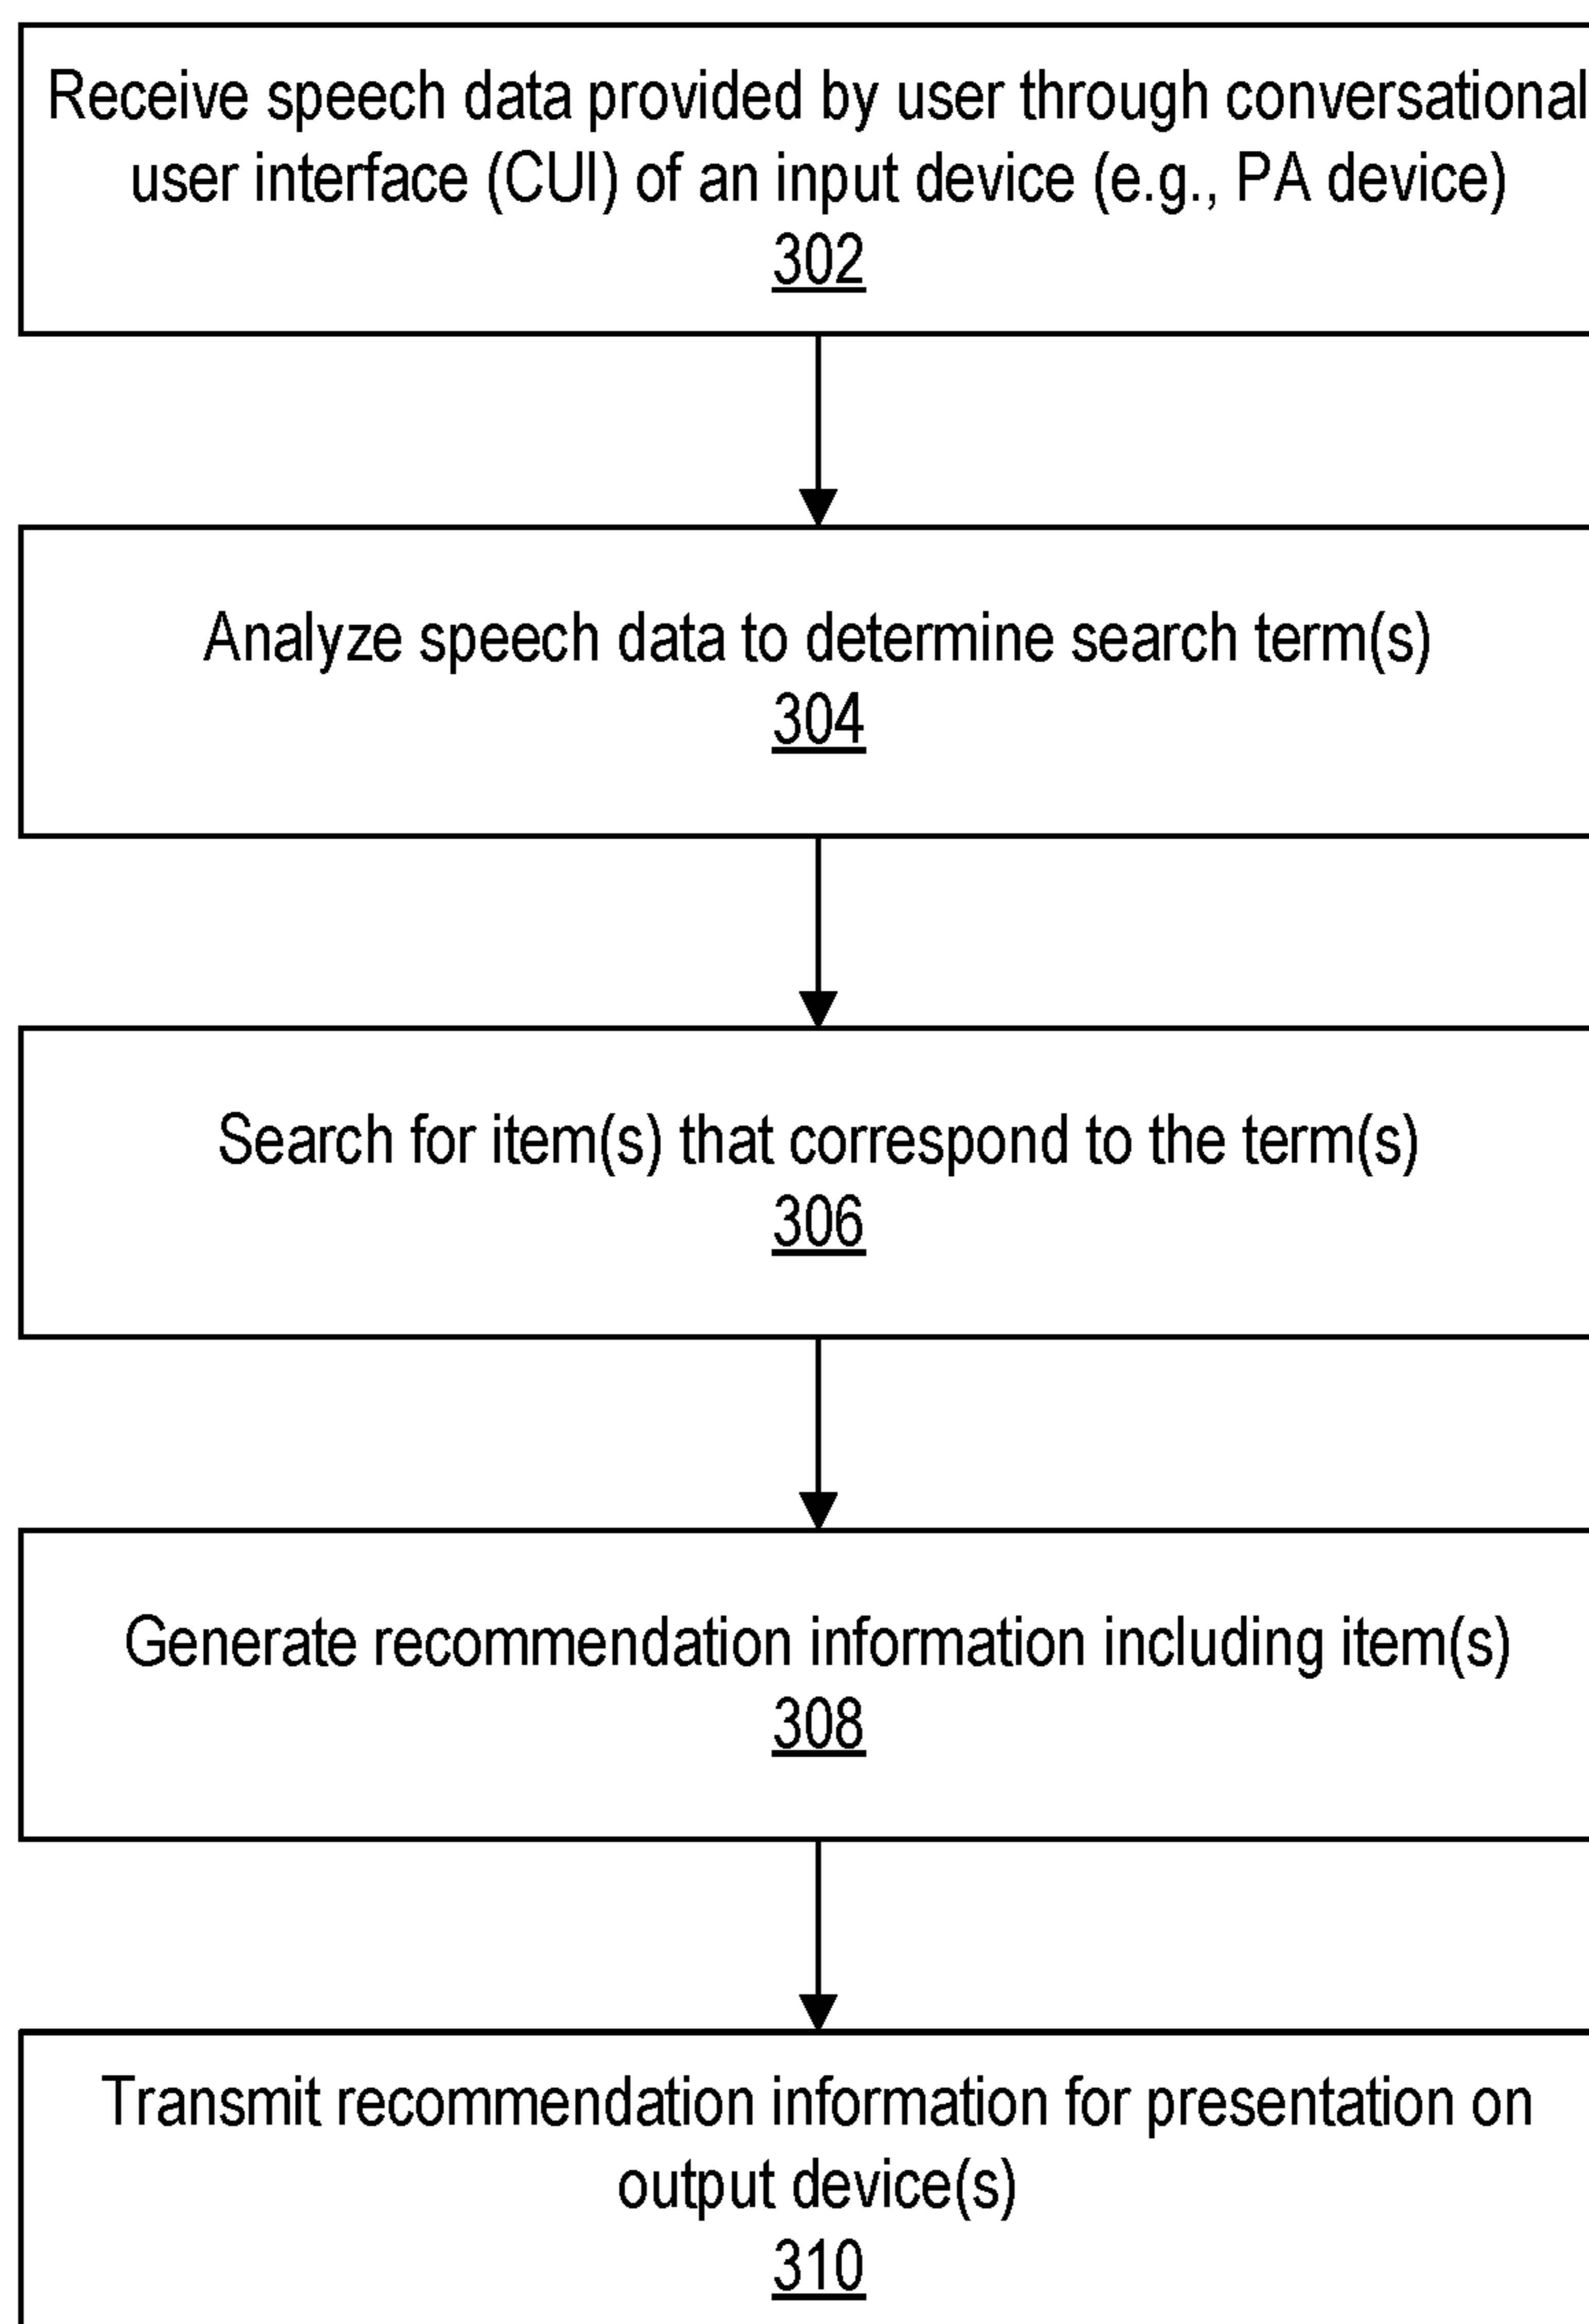 Receive speech data provided by user through conversational
user interface (CUI) of an input device (e.g., PA device)
302
Analyze speech data to determine search term(s)
304
Search for item(s) that correspond to the term(s)
306
Generate recommendation information including item(s)
308
Transmit recommendation information for presentation on
output device(s)
310